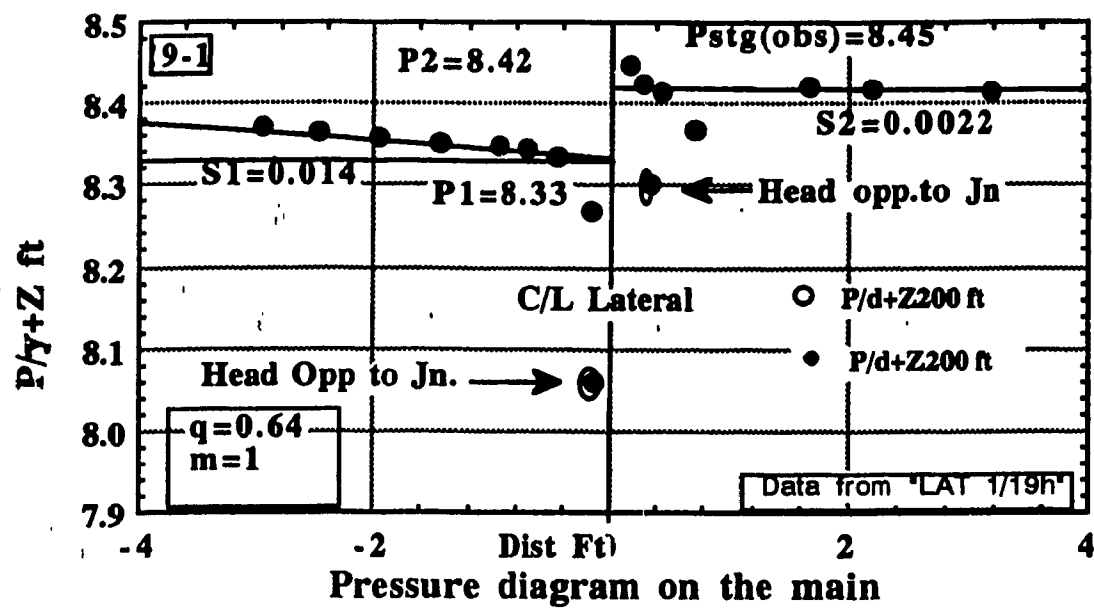 8.5
9-1
P2=8.42
Pstg(obs)=8.45
8.4
S2=0.0022
S1=0.014
P1=8.33
8.3
Head opp.to Jn
8.2
C/L Lateral
P/d+Z200 ft
8.1
P/d+Z200 ft
Head Opp to Jn.
8.0
q=0.64
m=1
Data from "LAT 1/19h"
7.9
P/y+Z ft
-4 -2 Dist Ft) 2 4
Pressure diagram on the main